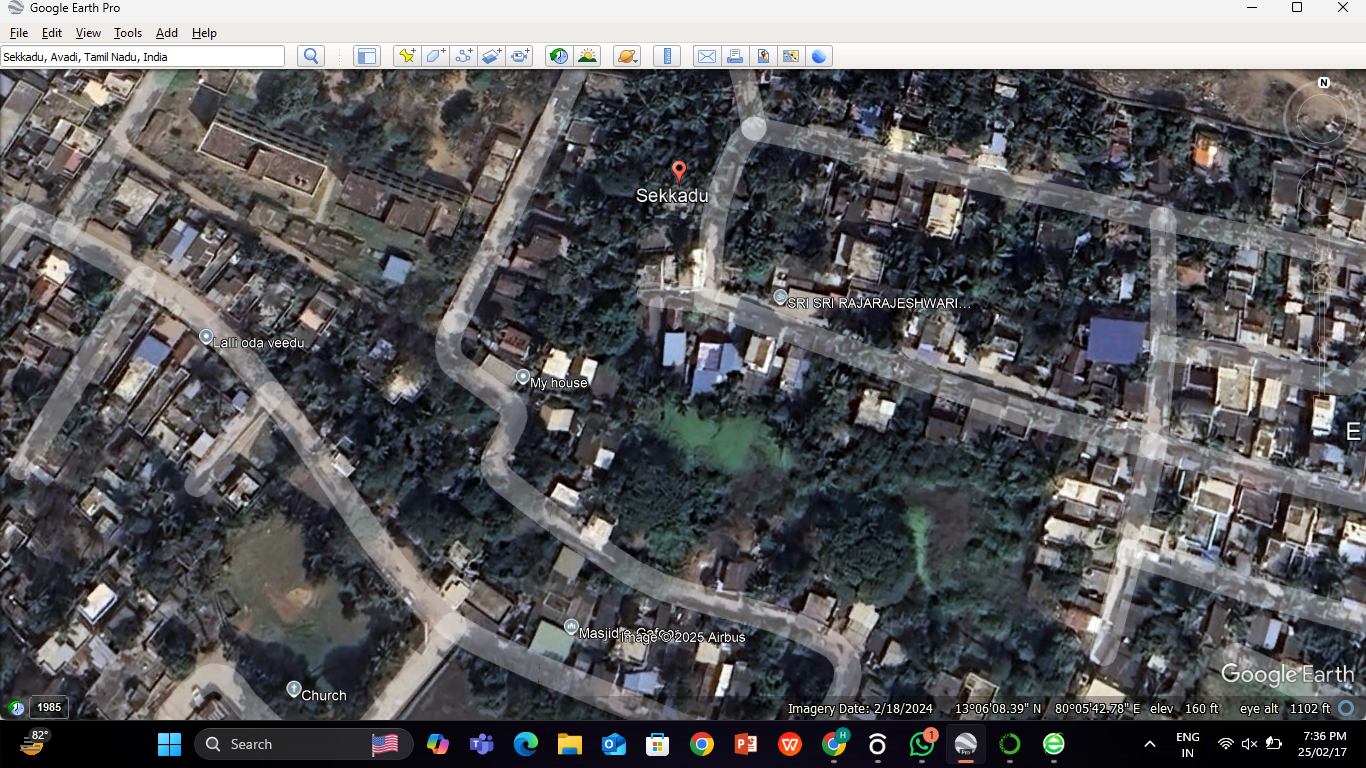 Google Earth Pro
File Edit View Tools Add Help
Sekkadu, Avadi, Tamil Nadu, India
N
Sekkadu
SRI SRI RAJARAJESHWARI...
Lalli oda veedu
My house
E
Masjid e
Image © 2025 Airbus
Google Earth
Church
1985
Imagery Date: 2/18/2024 13°06'08.39" N 80°05'42.78" E elev 160 ft eye alt 1102 ft
82°
Search
H
1
Pro
ENG
IN
7:36 PM
25/02/17